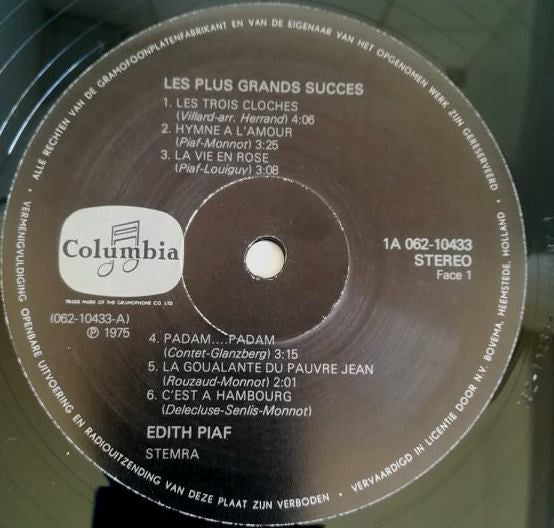 ALLE RECHTEN VAN DE GRAMOFOONPLATENFABRIKANT EN VAN DE EIGENAAR VAN HET OPGENOMEN WERK ZIJN GERESERVEERD •
LES PLUS GRANDS SUCCES
1. LES TROIS CLOCHES
(Villard-arr. Herrand) 4:06
2. HYMNE A L'AMOUR
(Piaf-Monnot) 3:25
3. LA VIE EN ROSE
(Piaf-Louiguy) 3:08
Columbia
TRADE MARK OF THE GRAMOPHONE CO. LTD
1A 062-10433
STEREO
Face 1
(062-10433-A)
℗ 1975
4. PADAM....PADAM
(Contet-Glanzberg) 3:15
5. LA GOUALANTE DU PAUVRE JEAN
(Rouzaud-Monnot) 2:01
6. C'EST A HAMBOURG
(Delecluse-Senlis-Monnot)
EDITH PIAF
STEMRA
VERMENGVULDIGING OPENBARE UITVOERING EN RADIOUITZENDING VAN DEZE PLAAT ZIJN VERBODEN •
VERVAARDIGD IN LICENTIE DOOR N.V. BOVEMA, HEEMSTEDE, HOLLAND •